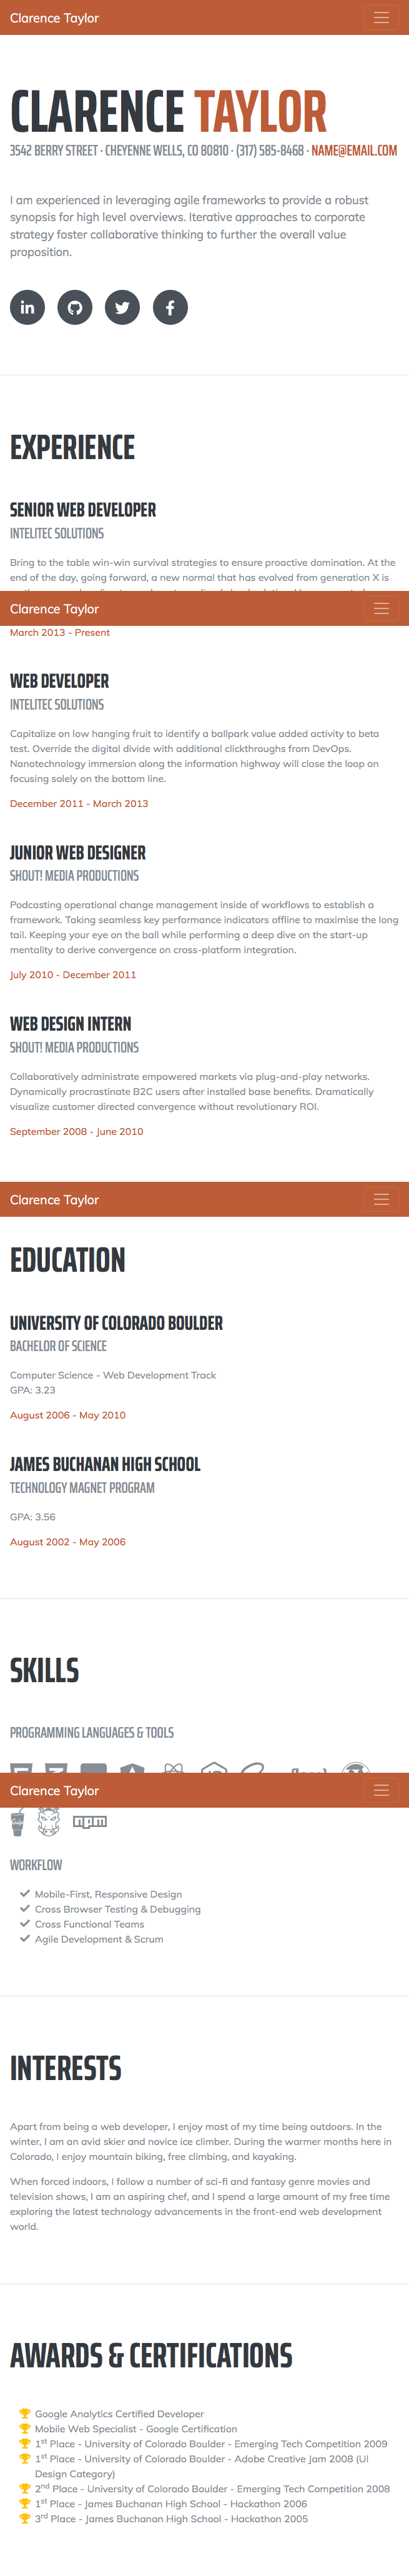 Clarence Taylor
CLARENCE TAYLOR
3542 BERRY STREET · CHEYENNE WELLS, CO 80810 · (317) 585-8468 · NAME@EMAIL.COM
I am experienced in leveraging agile frameworks to provide a robust
synopsis for high level overviews. Iterative approaches to corporate
strategy foster collaborative thinking to further the overall value
proposition.
EXPERIENCE
SENIOR WEB DEVELOPER
INTELITEC SOLUTIONS
Bring to the table win-win survival strategies to ensure proactive domination. At the
end of the day, going forward, a new normal that has evolved from generation X is
Clarence Taylor
March 2013 - Present
WEB DEVELOPER
INTELITEC SOLUTIONS
Capitalize on low hanging fruit to identify a ballpark value added activity to beta
test. Override the digital divide with additional clickthroughs from DevOps.
Nanotechnology immersion along the information highway will close the loop on
focusing solely on the bottom line.
December 2011 - March 2013
JUNIOR WEB DESIGNER
SHOUT! MEDIA PRODUCTIONS
Podcasting operational change management inside of workflows to establish a
framework. Taking seamless key performance indicators offline to maximise the long
tail. Keeping your eye on the ball while performing a deep dive on the start-up
mentality to derive convergence on cross-platform integration.
July 2010 - December 2011
WEB DESIGN INTERN
SHOUT! MEDIA PRODUCTIONS
Collaboratively administrate empowered markets via plug-and-play networks.
Dynamically procrastinate B2C users after installed base benefits. Dramatically
visualize customer directed convergence without revolutionary ROI.
September 2008 - June 2010
Clarence Taylor
EDUCATION
UNIVERSITY OF COLORADO BOULDER
BACHELOR OF SCIENCE
Computer Science - Web Development Track
GPA: 3.23
August 2006 - May 2010
JAMES BUCHANAN HIGH SCHOOL
TECHNOLOGY MAGNET PROGRAM
GPA: 3.56
August 2002 - May 2006
SKILLS
PROGRAMMING LANGUAGES & TOOLS
Clarence Taylor
WORKFLOW
Mobile-First, Responsive Design
Cross Browser Testing & Debugging
Cross Functional Teams
Agile Development & Scrum
INTERESTS
Apart from being a web developer, I enjoy most of my time being outdoors. In the
winter, I am an avid skier and novice ice climber. During the warmer months here in
Colorado, I enjoy mountain biking, free climbing, and kayaking.
When forced indoors, I follow a number of sci-fi and fantasy genre movies and
television shows, I am an aspiring chef, and I spend a large amount of my free time
exploring the latest technology advancements in the front-end web development
world.
AWARDS & CERTIFICATIONS
Google Analytics Certified Developer
Mobile Web Specialist - Google Certification
1st Place - University of Colorado Boulder - Emerging Tech Competition 2009
1st Place - University of Colorado Boulder - Adobe Creative Jam 2008 (UI
Design Category)
2nd Place - University of Colorado Boulder - Emerging Tech Competition 2008
1st Place - James Buchanan High School - Hackathon 2006
3rd Place - James Buchanan High School - Hackathon 2005